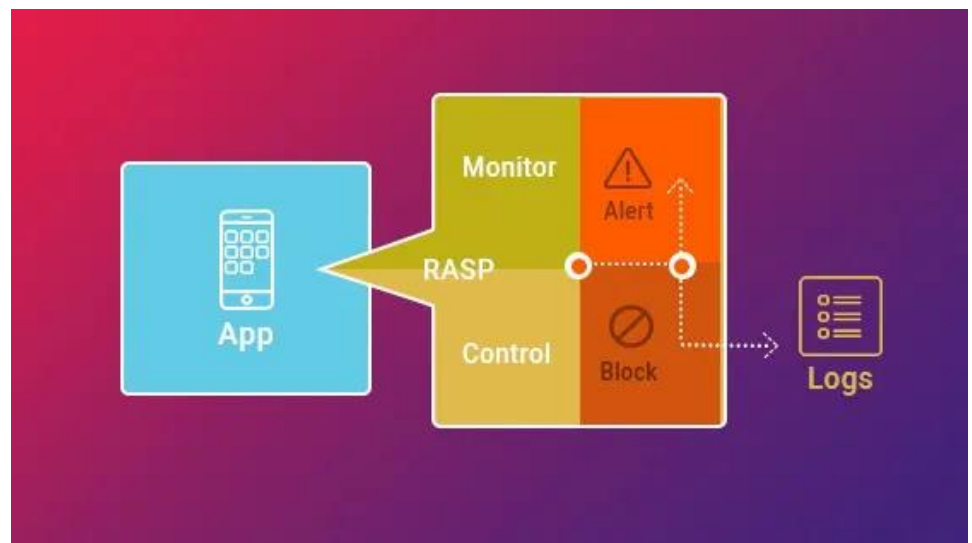 Monitor
Alert
RASP
App
Control
Block
Logs